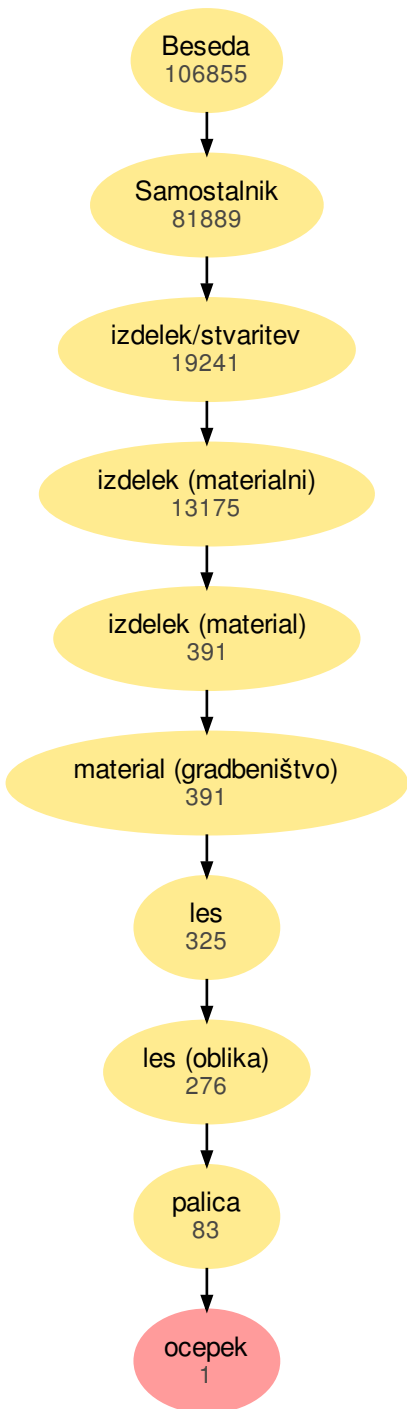 Beseda
106855
Samostalnik
81889
izdelek/stvaritev
19241
izdelek (materialni)
13175
izdelek (material)
391
material (gradbeništvo)
391
les
325
les (oblika)
276
palica
83
ocepek
1